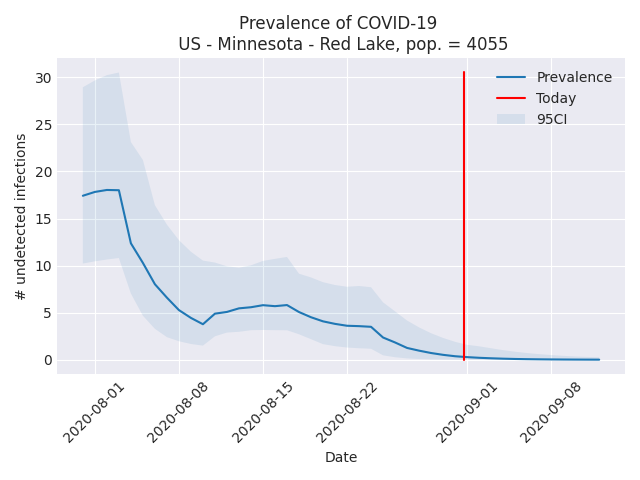 Prevalence of COVID-19
US - Minnesota - Red Lake, pop. = 4055
Prevalence
Today
95CI
# undetected infections
30
25
20
15
10
5
0
2020-08-01
2020-08-08
2020-08-15
2020-08-22
2020-09-01
2020-09-08
Date